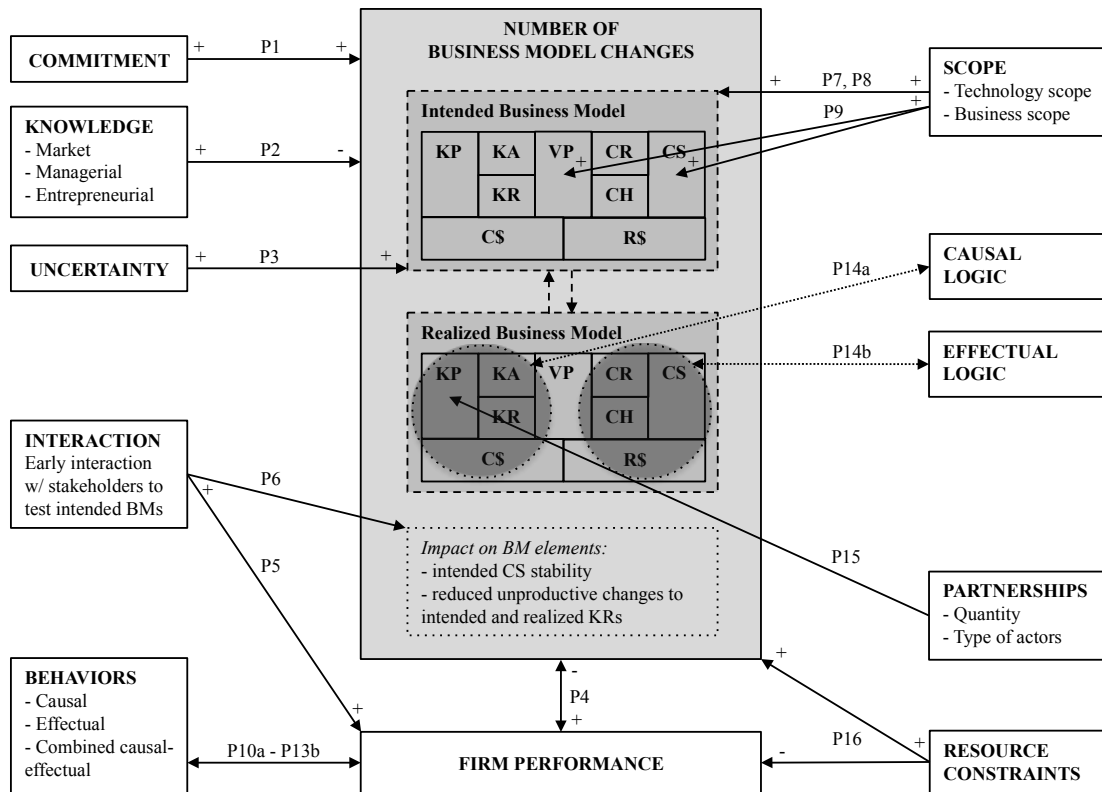 NUMBER OF
BUSINESS MODEL CHANGES
COMMITMENT
+ P1 +
KNOWLEDGE
- Market
- Managerial
- Entrepreneurial
+ P2 -
UNCERTAINTY
+ P3 +
Intended Business Model
KP KA VP CR CS
KR CH
C$ R$
+ +
SCOPE
- Technology scope
- Business scope
+ P7, P8 +
+
P9
Realized Business Model
KP KA VP CR CS
KR CH
C$ R$
CAUSAL
LOGIC
P14a
EFFECTUAL
LOGIC
P14b
INTERACTION
Early interaction
w/ stakeholders to
test intended BMs
P6
+
P5
+
Impact on BM elements:
- intended CS stability
- reduced unproductive changes to
intended and realized KRs
P15
PARTNERSHIPS
- Quantity
- Type of actors
BEHAVIORS
- Causal
- Effectual
- Combined causal-
effectual
P10a - P13b
-
P4
+
FIRM PERFORMANCE
+
P16 +
-
RESOURCE
CONSTRAINTS